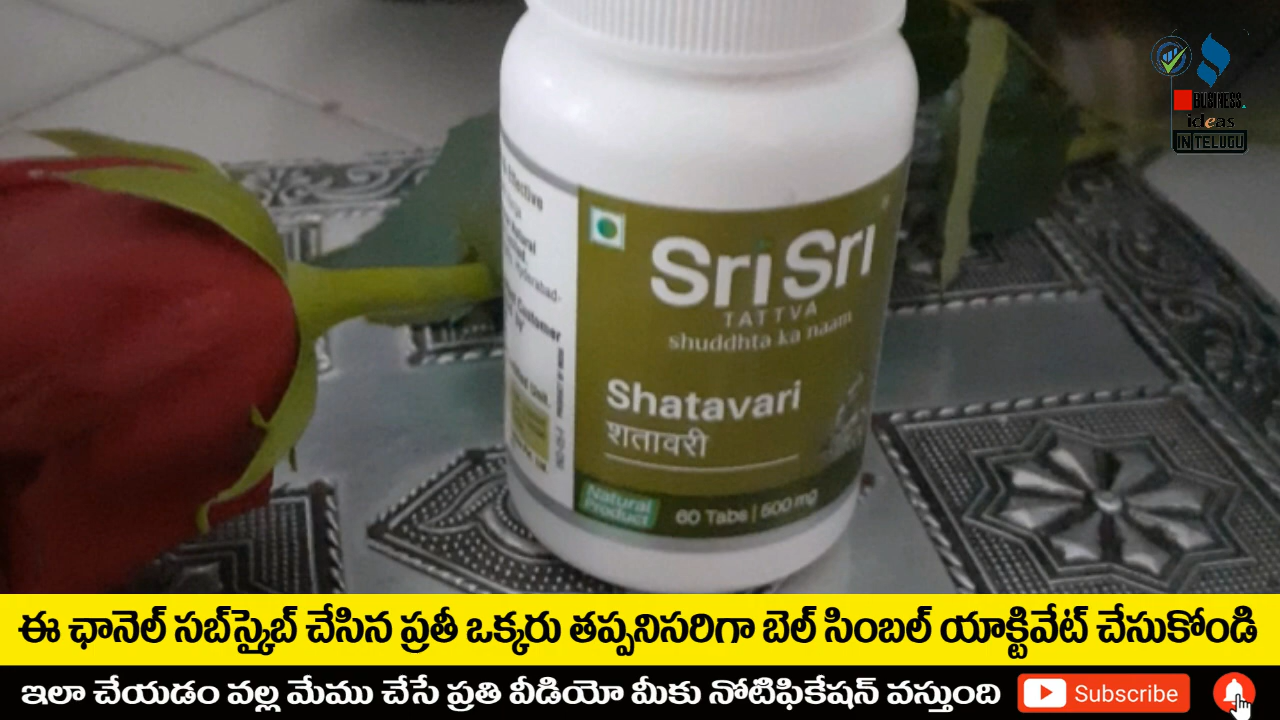 BUSINESS
ideas
IN TELUGU
Sri Sri
TATTVA
shuddhta ka naam
Shatavari
शतावरी
Natural
Product
60 Tabs | 500 mg
Customer
ఈ ఛానెల్ సబ్‌స్క్రైబ్ చేసిన ప్రతీ ఒక్కరు తప్పనిసరిగా బెల్ సింబల్ యాక్టివేట్ చేసుకోండి
ఇలా చేయడం వల్ల మేము చేసే ప్రతి వీడియో మీకు నోటిఫికేషన్ వస్తుంది
Subscribe